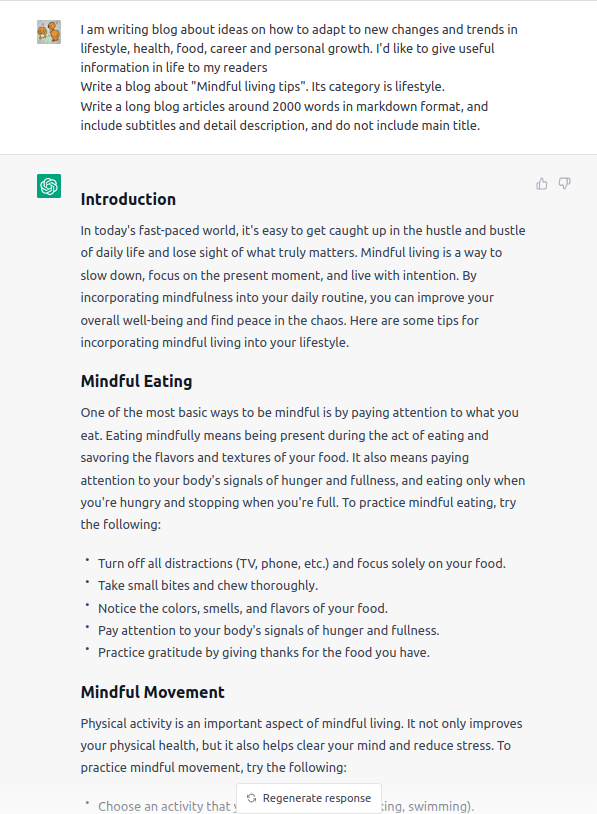 I am writing blog about ideas on how to adapt to new changes and trends in
lifestyle, health, food, career and personal growth. I'd like to give useful
information in life to my readers
Write a blog about "Mindful living tips". Its category is lifestyle.
Write a long blog articles around 2000 words in markdown format, and
include subtitles and detail description, and do not include main title.
Introduction
In today's fast-paced world, it's easy to get caught up in the hustle and bustle
of daily life and lose sight of what truly matters. Mindful living is a way to
slow down, focus on the present moment, and live with intention. By
incorporating mindfulness into your daily routine, you can improve your
overall well-being and find peace in the chaos. Here are some tips for
incorporating mindful living into your lifestyle.
Mindful Eating
One of the most basic ways to be mindful is by paying attention to what you
eat. Eating mindfully means being present during the act of eating and
savoring the flavors and textures of your food. It also means paying
attention to your body's signals of hunger and fullness, and eating only when
you're hungry and stopping when you're full. To practice mindful eating, try
the following:
• Turn off all distractions (TV, phone, etc.) and focus solely on your food.
• Take small bites and chew thoroughly.
• Notice the colors, smells, and flavors of your food.
• Pay attention to your body's signals of hunger and fullness.
• Practice gratitude by giving thanks for the food you have.
Mindful Movement
Physical activity is an important aspect of mindful living. It not only improves
your physical health, but it also helps clear your mind and reduce stress. To
practice mindful movement, try the following:
• Choose an activity that swimming).
Regenerate response